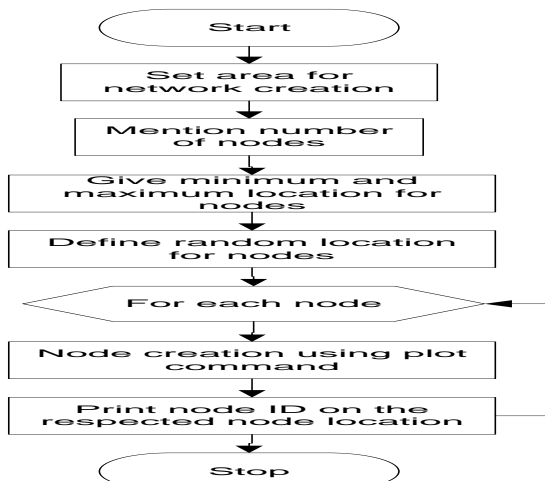 Start
Set area for
network creation
Mention number
of nodes
Give minimum and
maximum location for
nodes
Define random location
for nodes
For each node
Node creation using plot
command
Print node ID on the
respected node location
Stop